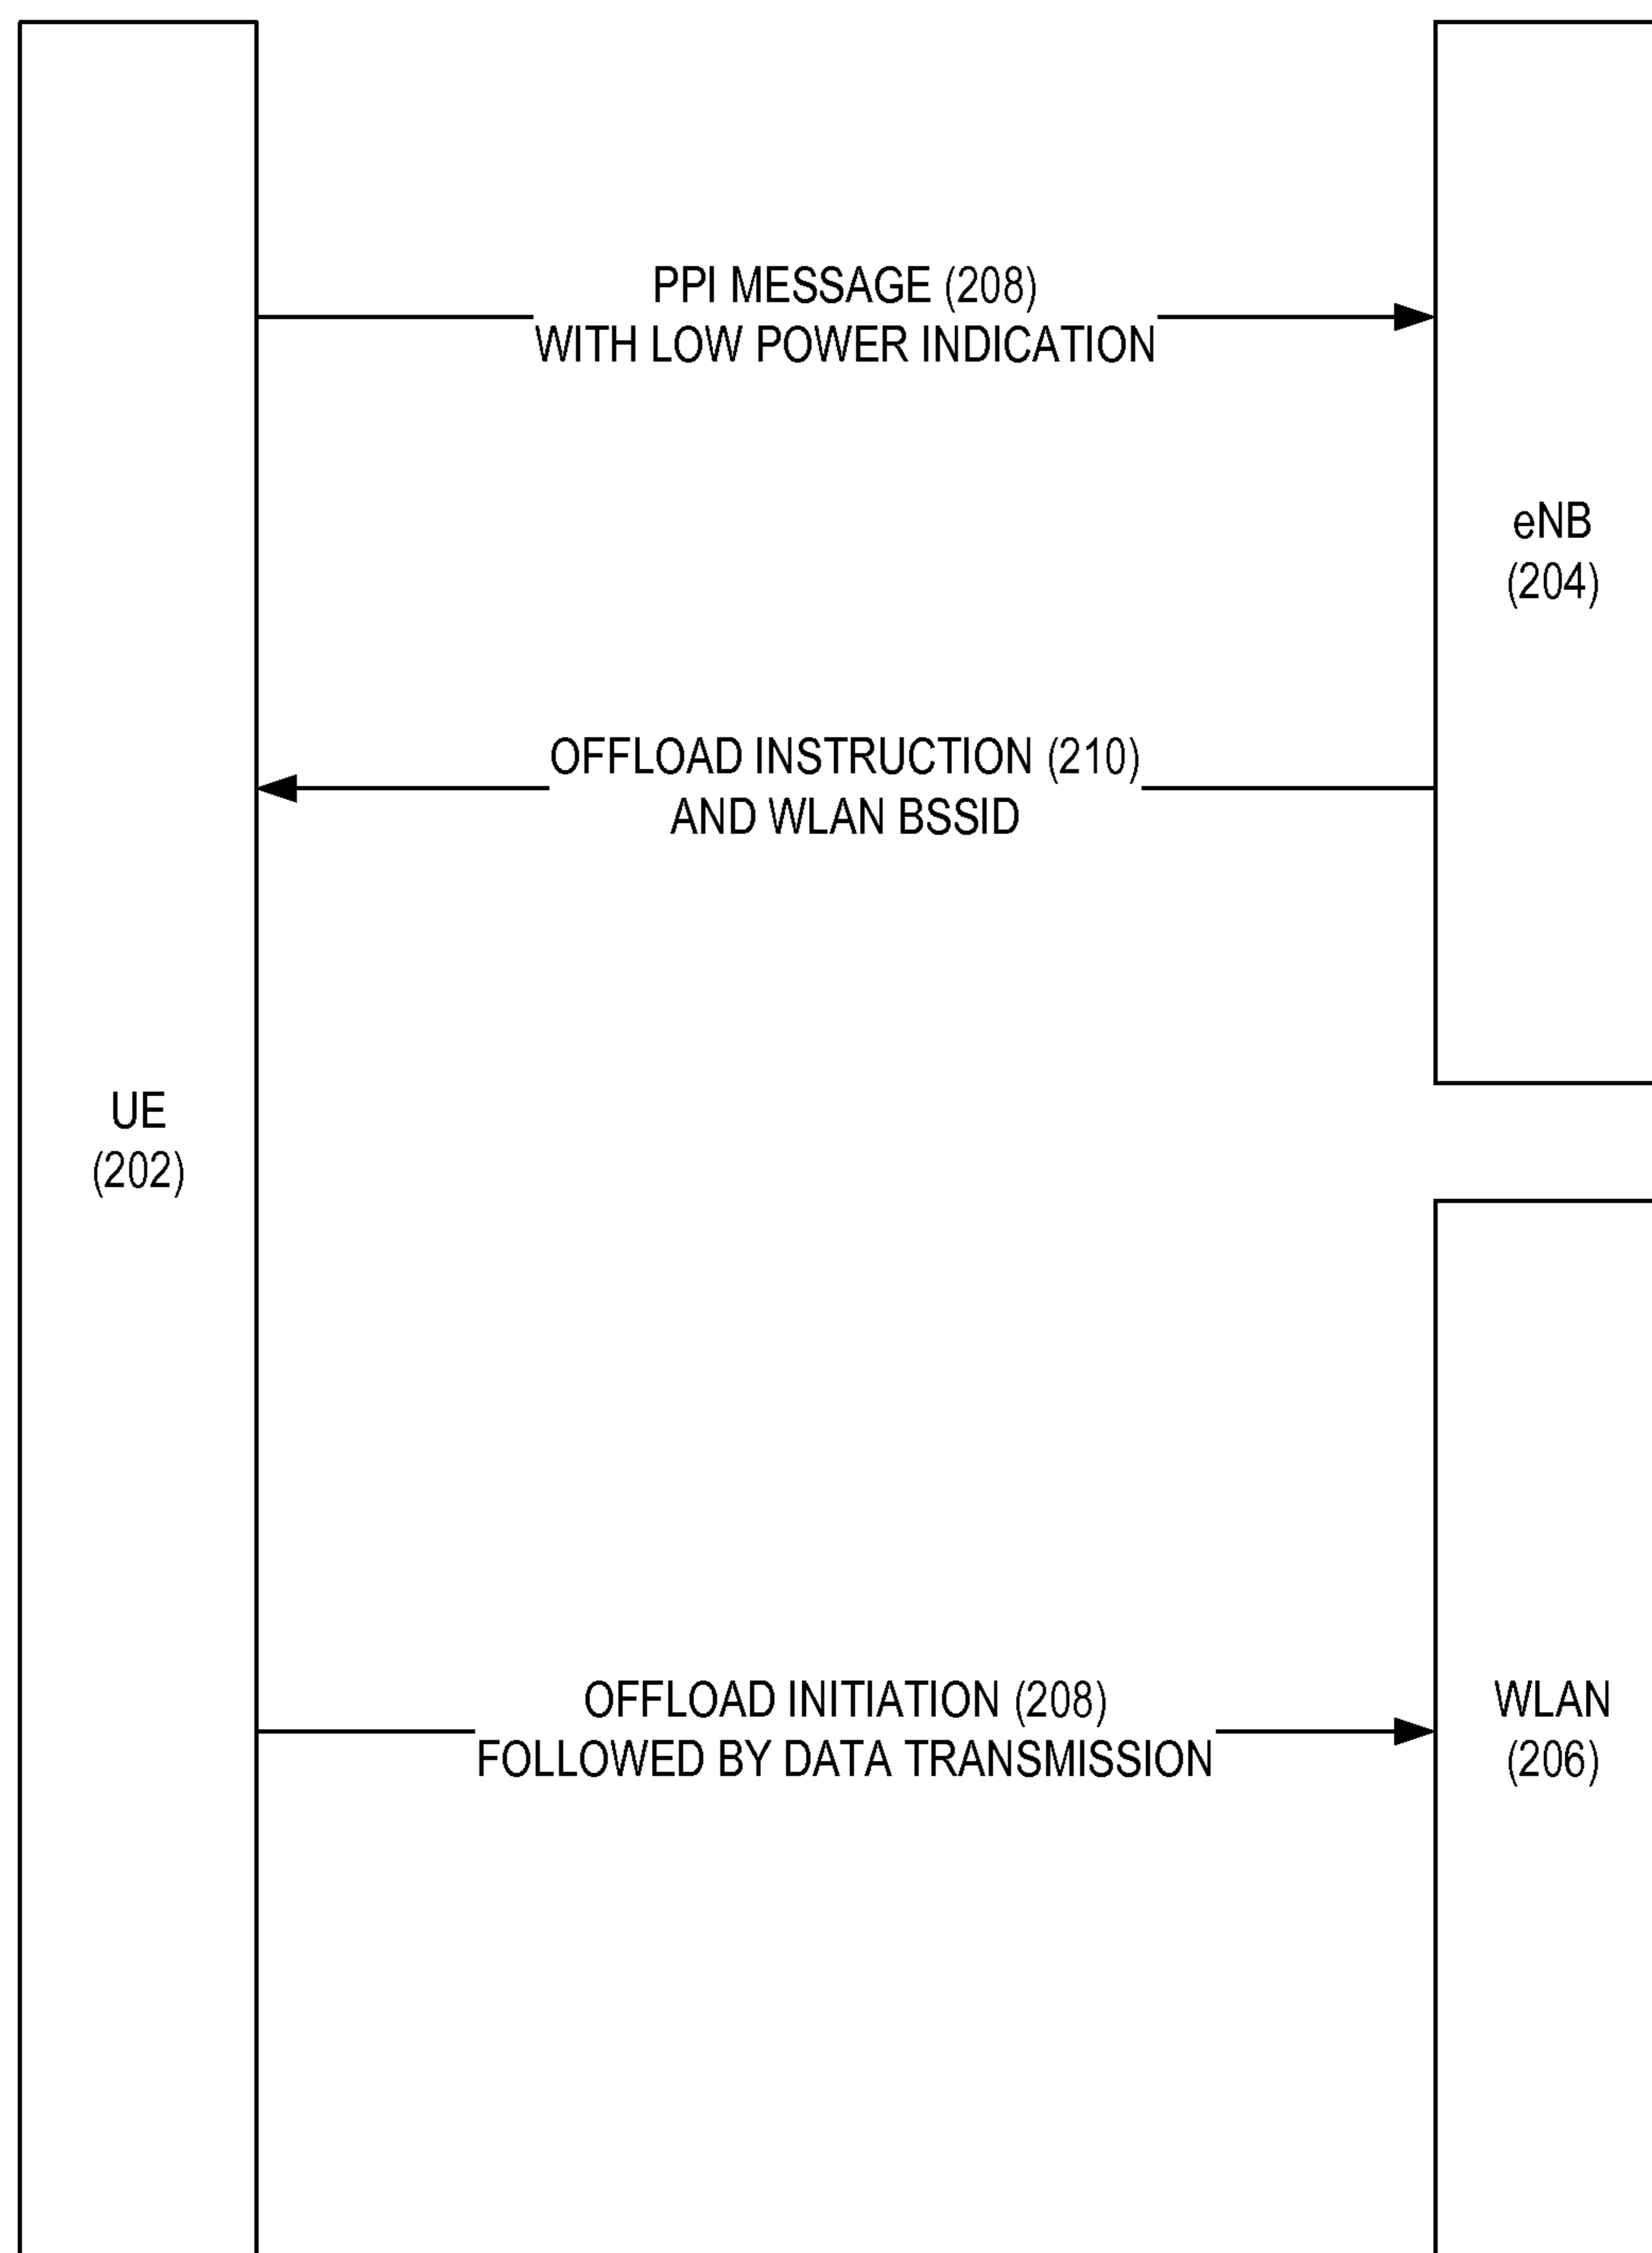 PPI MESSAGE (208)
WITH LOW POWER INDICATION
eNB
(204)
OFFLOAD INSTRUCTION (210)
AND WLAN BSSID
UE
(202)
OFFLOAD INITIATION (208)
FOLLOWED BY DATA TRANSMISSION
WLAN
(206)